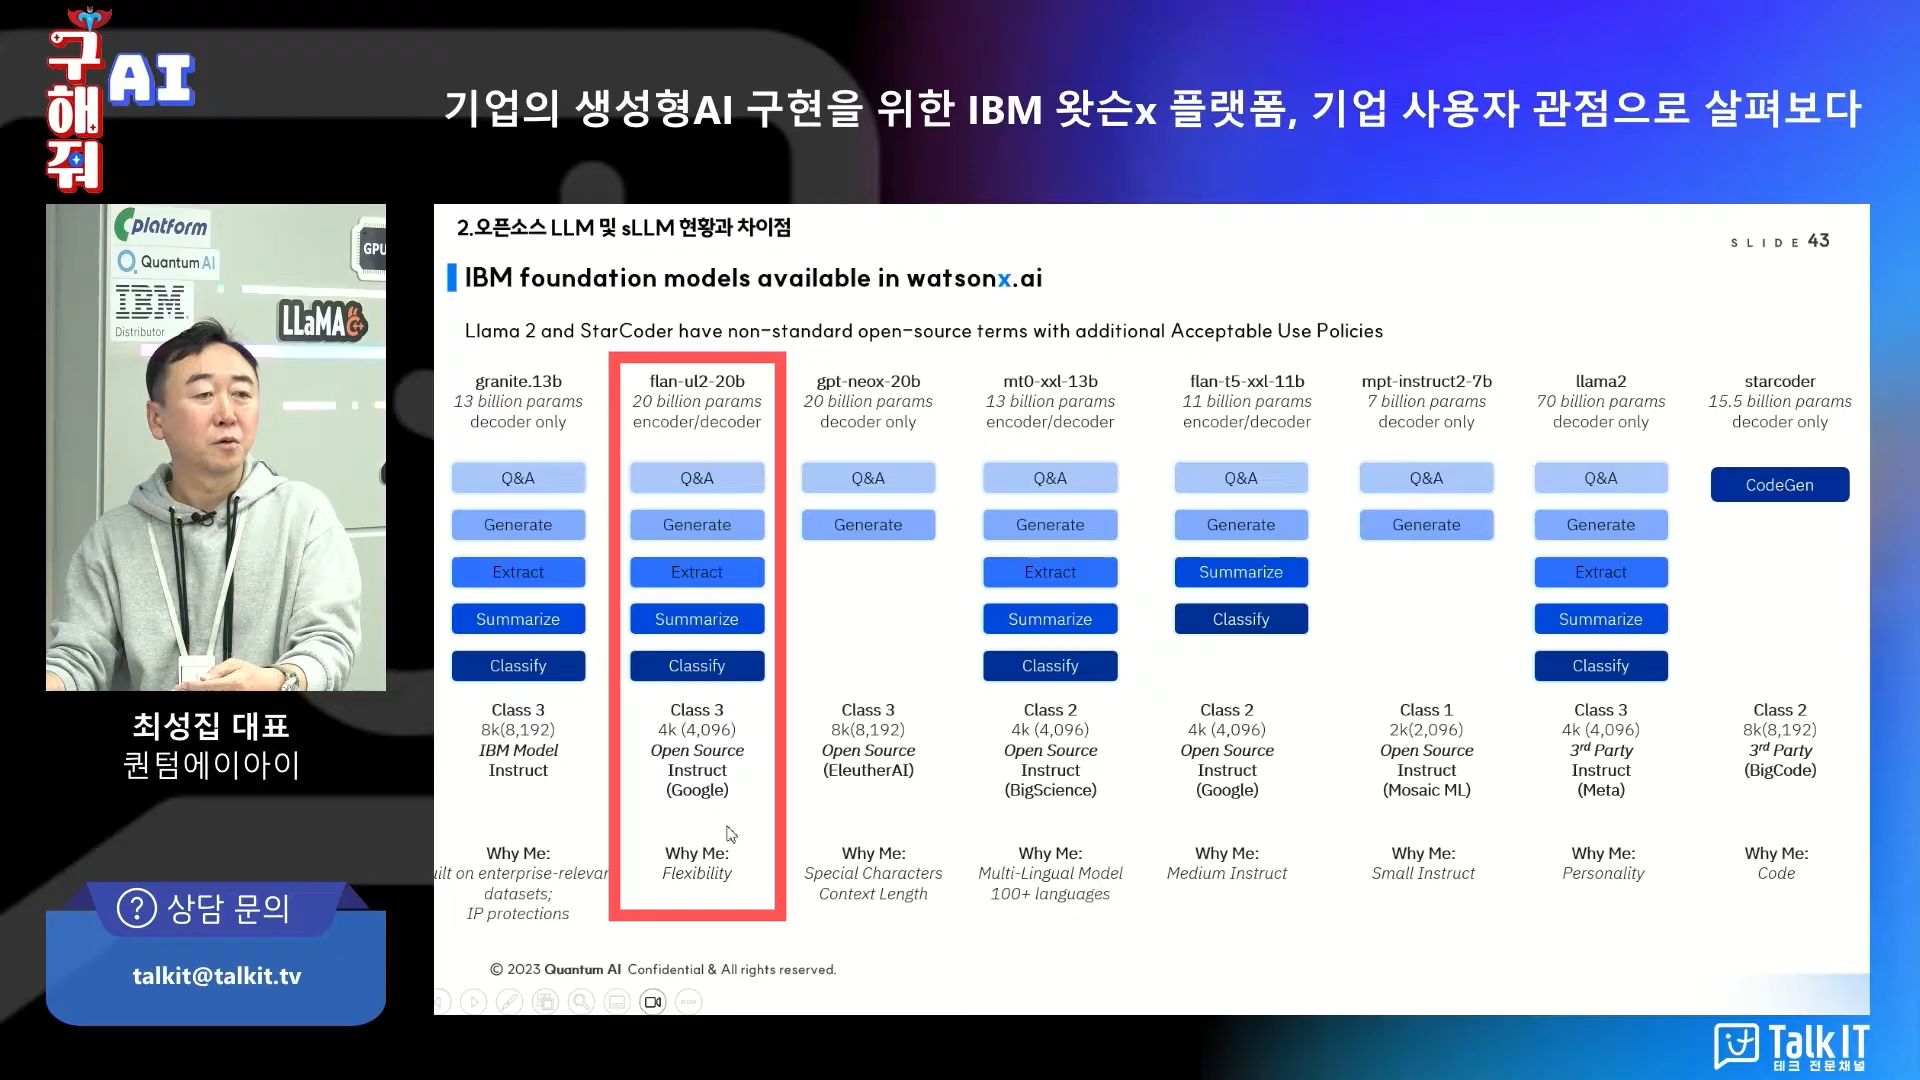 구해줘 AI
기업의 생성형AI 구현을 위한 IBM 왓슨x 플랫폼, 기업 사용자 관점으로 살펴보다
Cplatform
Quantum AI
IBM
Distributor
LLaMA C++
GPU
최성집 대표
퀀텀에이아이
? 상담 문의
talkit@talkit.tv
2.오픈소스 LLM 및 sLLM 현황과 차이점
SLIDE 43
IBM foundation models available in watsonx.ai
Llama 2 and StarCoder have non-standard open-source terms with additional Acceptable Use Policies
granite.13b
13 billion params
decoder only
Q&A
Generate
Extract
Summarize
Classify
Class 3
8k(8,192)
IBM Model
Instruct
Why Me:
uilt on enterprise-relevan
datasets;
IP protections
flan-ul2-20b
20 billion params
encoder/decoder
Q&A
Generate
Extract
Summarize
Classify
Class 3
4k (4,096)
Open Source
Instruct
(Google)
Why Me:
Flexibility
gpt-neox-20b
20 billion params
decoder only
Q&A
Generate
Class 3
8k(8,192)
Open Source
(EleutherAI)
Why Me:
Special Characters
Context Length
mt0-xxl-13b
13 billion params
encoder/decoder
Q&A
Generate
Extract
Summarize
Classify
Class 2
4k (4,096)
Open Source
Instruct
(BigScience)
Why Me:
Multi-Lingual Model
100+ languages
flan-t5-xxl-11b
11 billion params
encoder/decoder
Q&A
Generate
Summarize
Classify
Class 2
4k (4,096)
Open Source
Instruct
(Google)
Why Me:
Medium Instruct
mpt-instruct2-7b
7 billion params
decoder only
Q&A
Generate
Class 1
2k(2,096)
Open Source
Instruct
(Mosaic ML)
Why Me:
Small Instruct
llama2
70 billion params
decoder only
Q&A
Generate
Extract
Summarize
Classify
Class 3
4k (4,096)
3rd Party
Instruct
(Meta)
Why Me:
Personality
starcoder
15.5 billion params
decoder only
CodeGen
Class 2
8k(8,192)
3rd Party
(BigCode)
Why Me:
Code
© 2023 Quantum AI Confidential & All rights reserved.
TalkIT
테크 전문채널